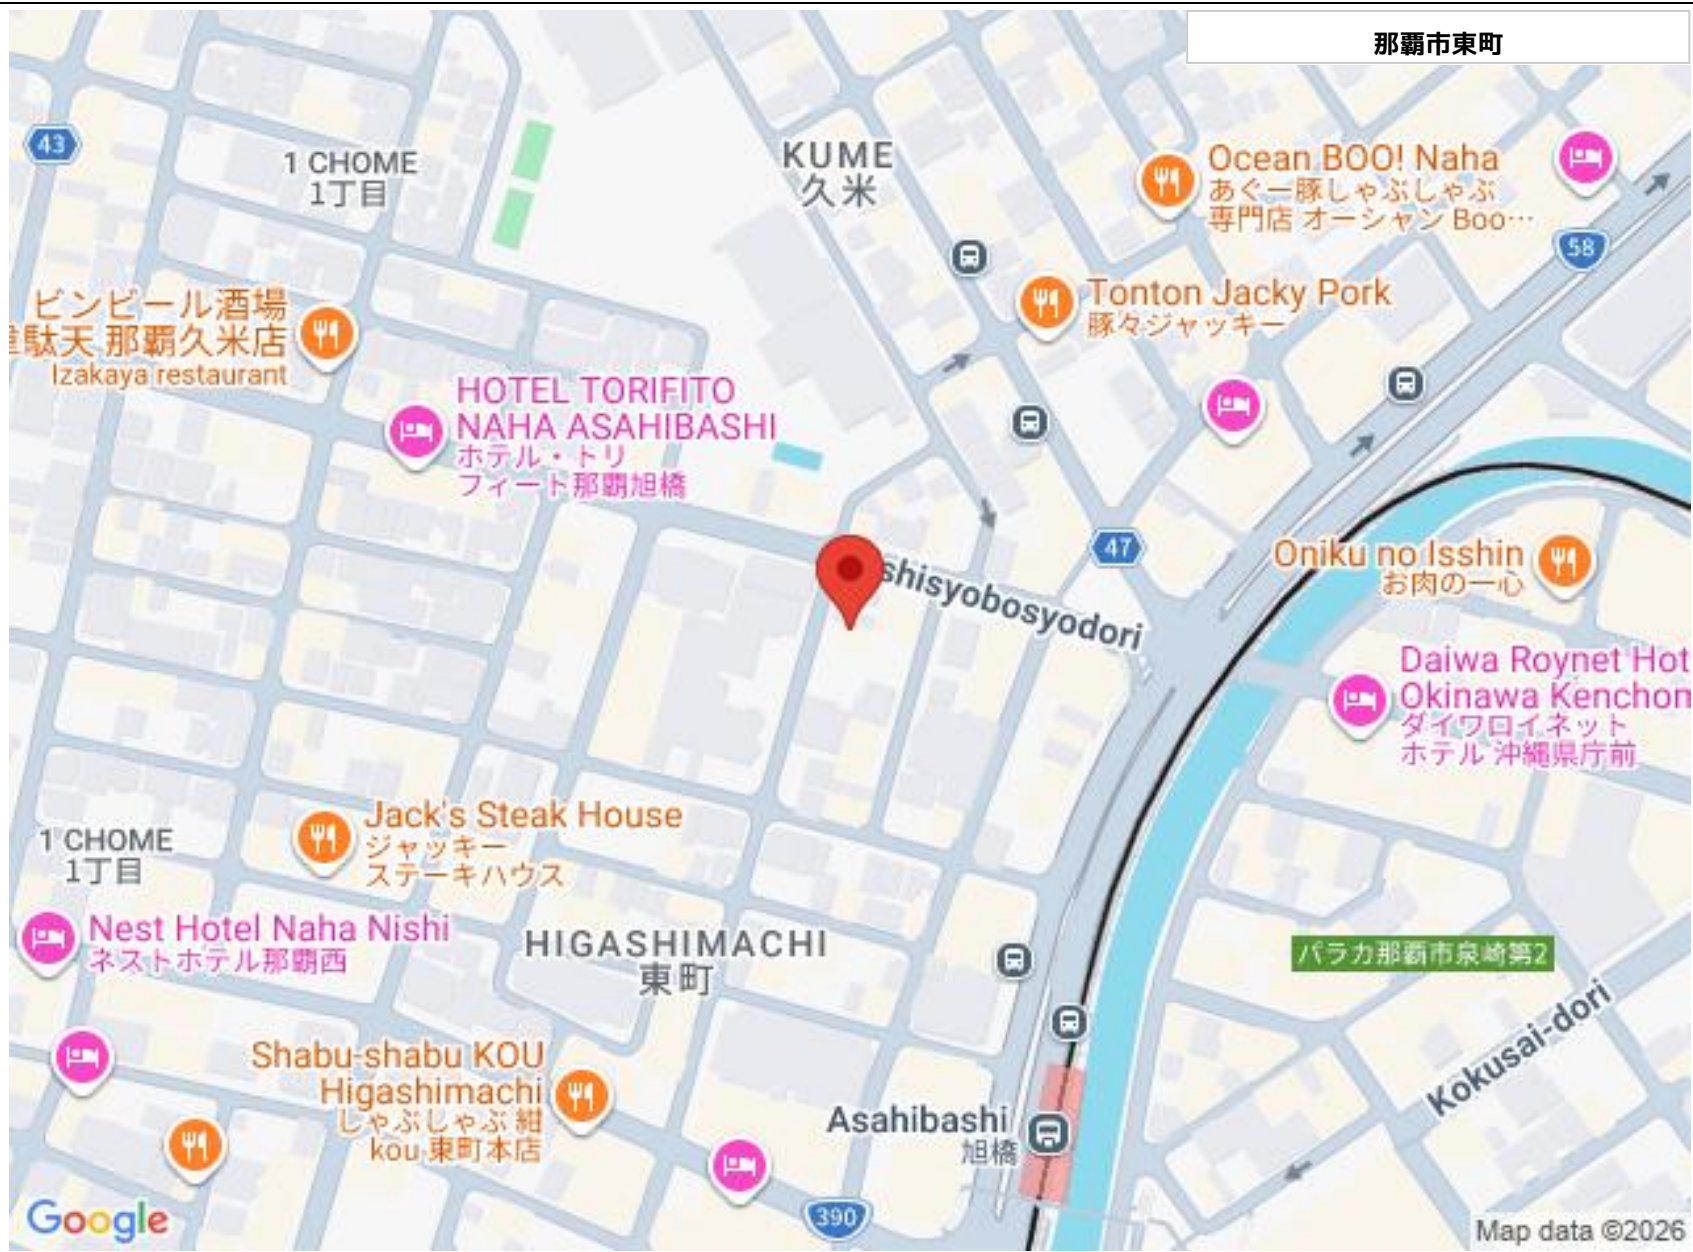 那覇市東町
43
1 CHOME
1丁目
KUME
久米
Ocean BOO! Naha
あぐー豚しゃぶしゃぶ
専門店 オーシャン Boo…
58
Tonton Jacky Pork
豚々ジャッキー
ビンビール酒場
駄天 那覇久米店
Izakaya restaurant
HOTEL TORIFITO
NAHA ASAHIBASHI
ホテル・トリ
フィート那覇旭橋
47
shisyobosyodori
Oniku no Isshin
お肉の一心
Daiwa Roynet Hot
Okinawa Kenchom
ダイワロイネット
ホテル 沖縄県庁前
Jack's Steak House
ジャッキー
ステーキハウス
1 CHOME
1丁目
Nest Hotel Naha Nishi
ネストホテル那覇西
HIGASHIMACHI
東町
パラカ那覇市泉崎第2
Kokusai-dori
Shabu-shabu KOU
Higashimachi
しゃぶしゃぶ 紺
kou 東町本店
Asahibashi
旭橋
390
Google
Map data ©2026